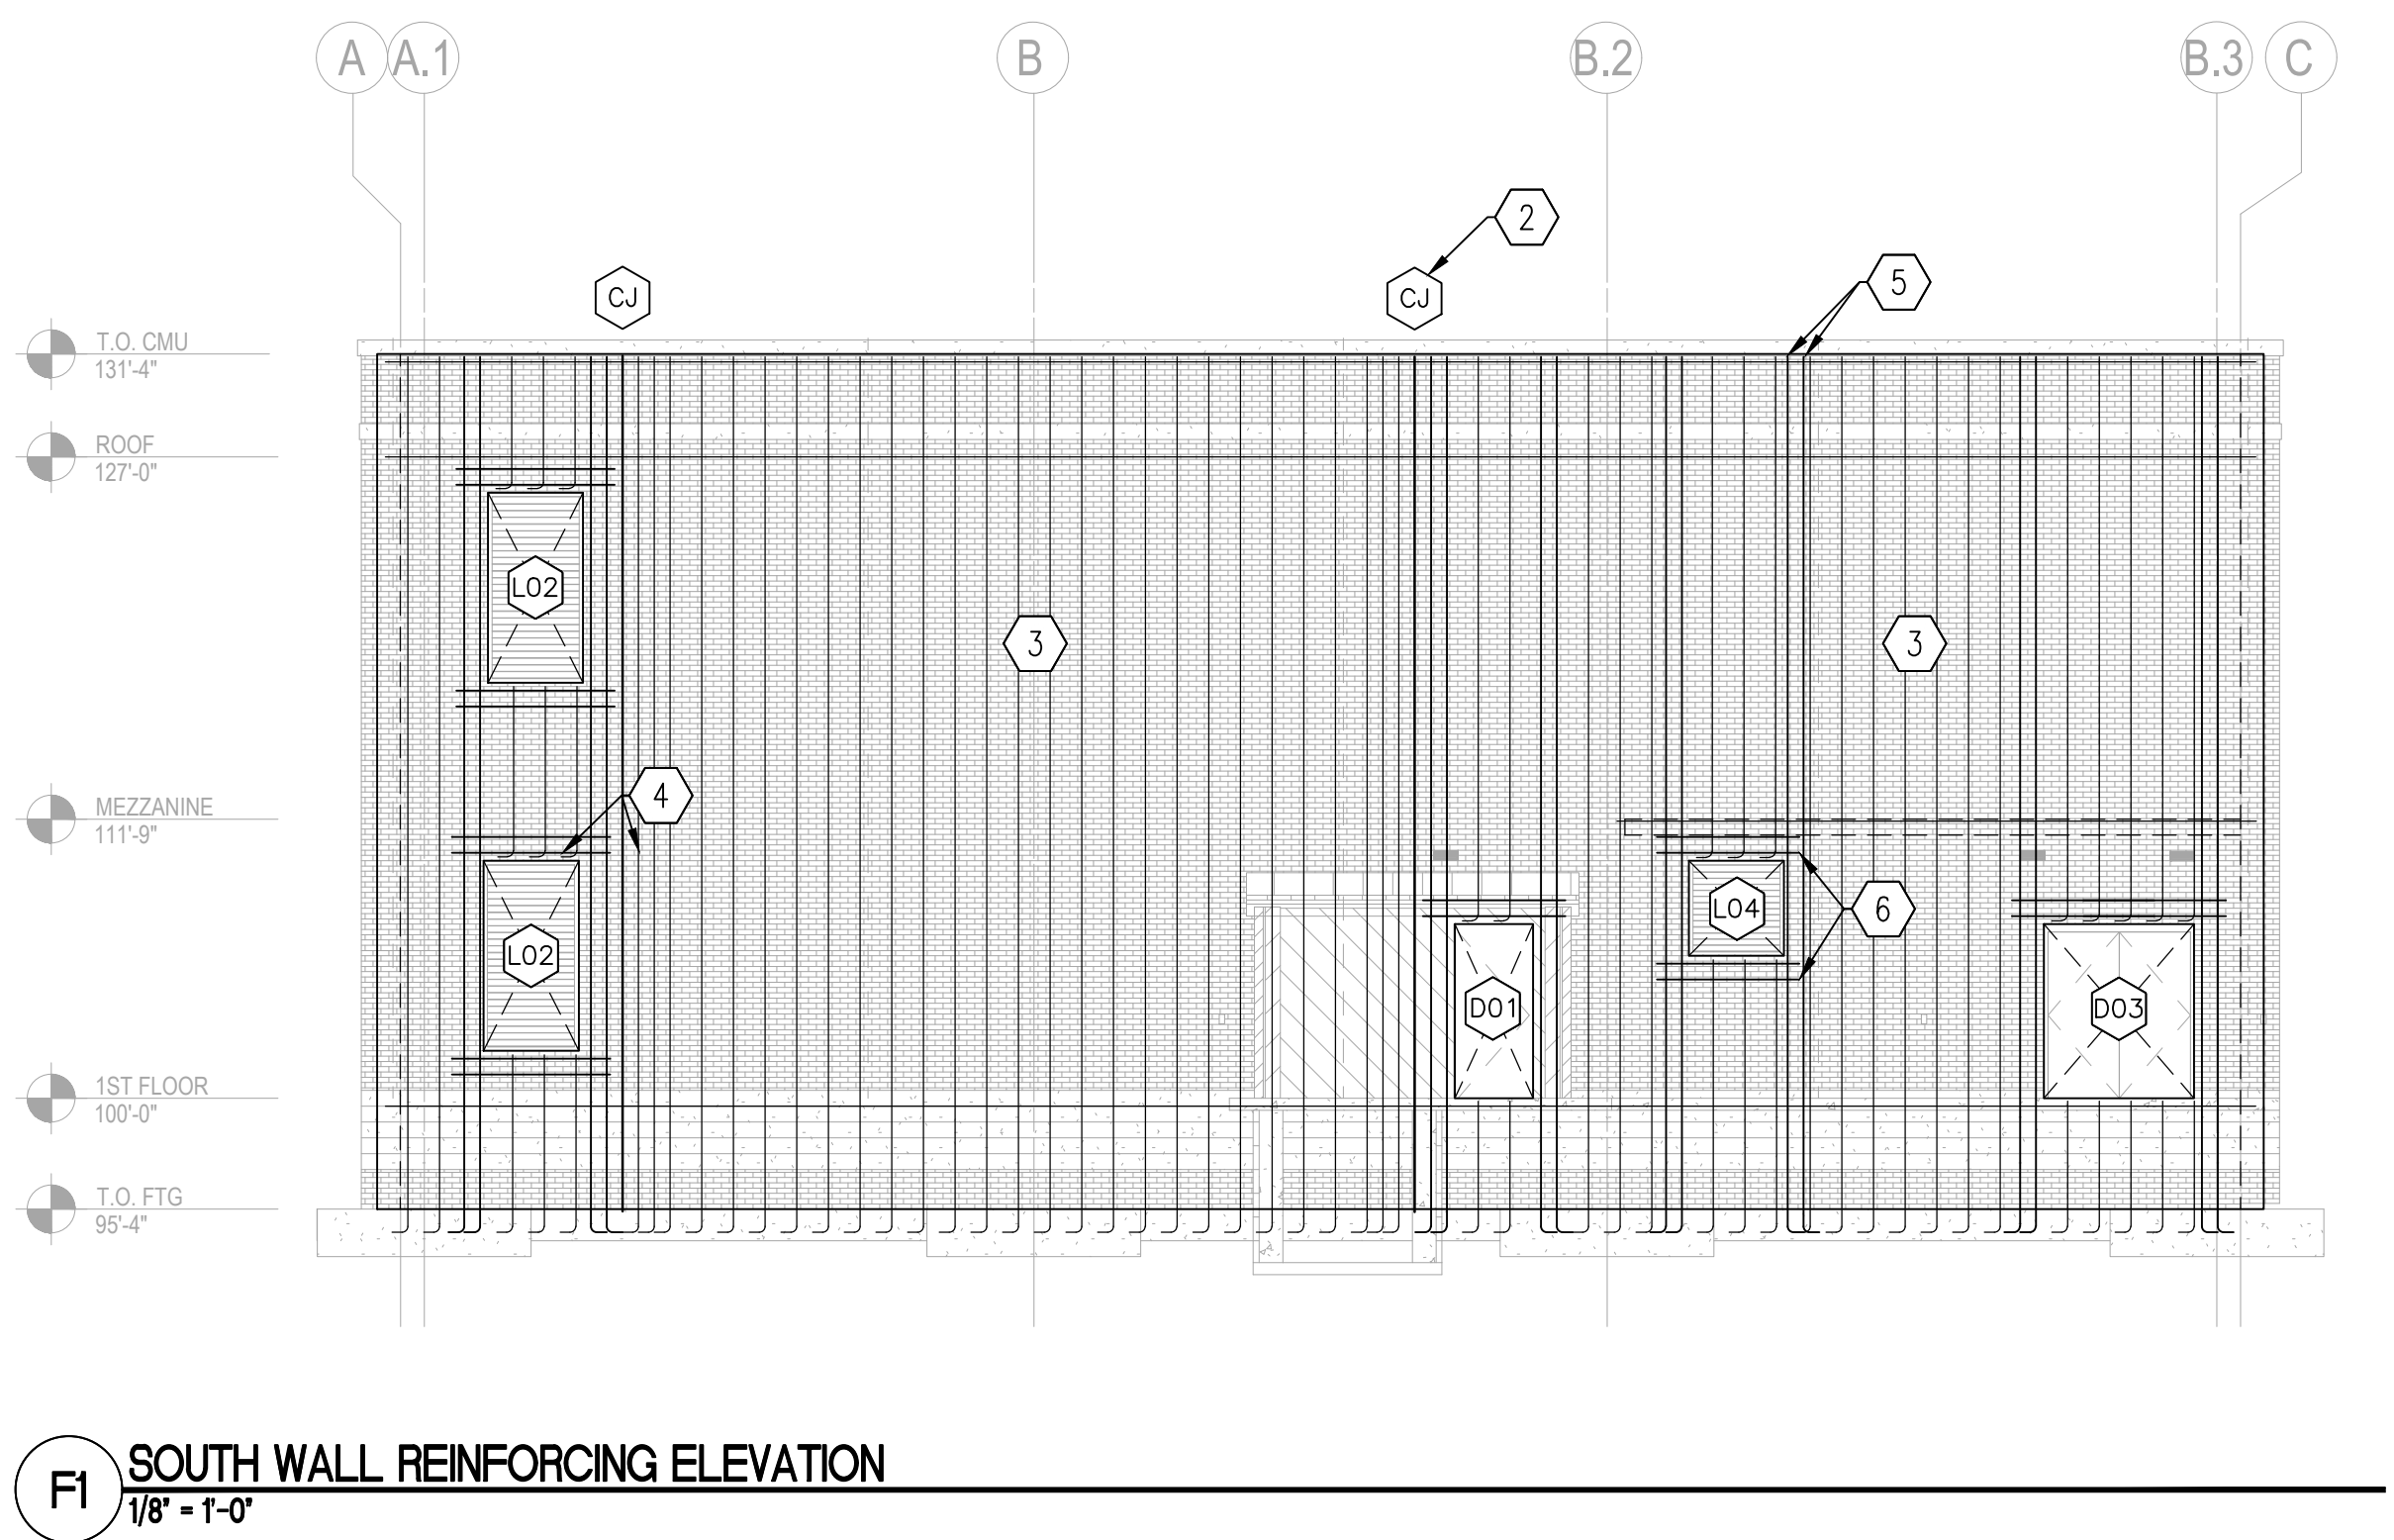 A
A.1
B
B.2
B.3
C
2
5
CJ
CJ
T.O. CMU
131'-4"
ROOF
127'-0"
L02
3
3
4
MEZZANINE
111'-9"
L04
6
L02
D01
D03
1ST FLOOR
100'-0"
T.O. FTG
95'-4"
F1
SOUTH WALL REINFORCING ELEVATION
1/8" = 1'-0"